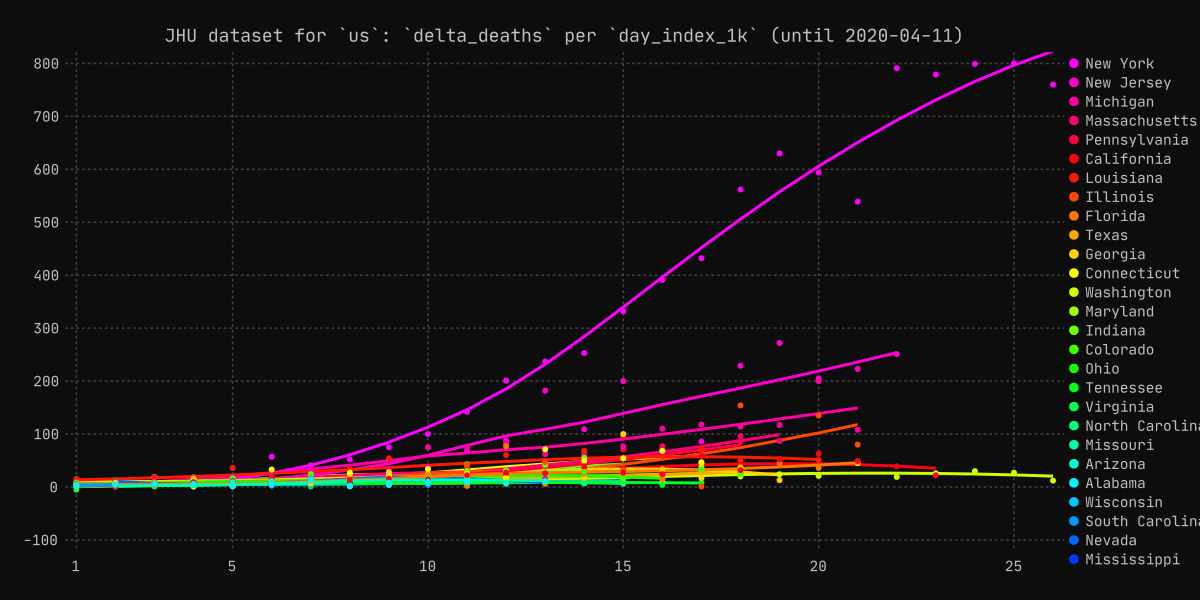 JHU dataset for `us`: `delta_deaths` per `day_index_1k` (until 2020-04-11)
800
700
600
500
400
300
200
100
0
-100
1 5 10 15 20 25
New York
New Jersey
Michigan
Massachusetts
Pennsylvania
California
Louisiana
Illinois
Florida
Texas
Georgia
Connecticut
Washington
Maryland
Indiana
Colorado
Ohio
Tennessee
Virginia
North Carolina
Missouri
Arizona
Alabama
Wisconsin
South Carolina
Nevada
Mississippi